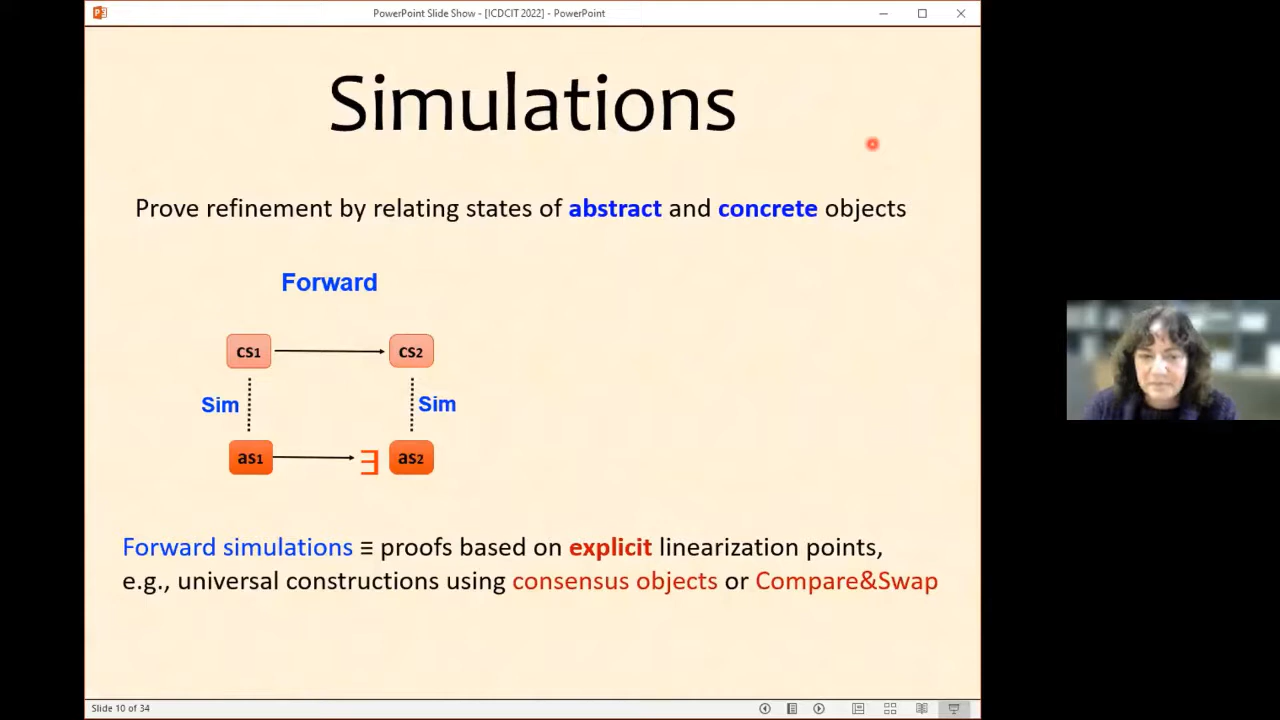 PowerPoint Slide Show - [ICDCIT 2022] - PowerPoint
Simulations
Prove refinement by relating states of abstract and concrete objects
Forward
cs1 cs2
Sim Sim
as1 ∃ as2
Forward simulations ≡ proofs based on explicit linearization points,
e.g., universal constructions using consensus objects or Compare&Swap
Slide 10 of 34